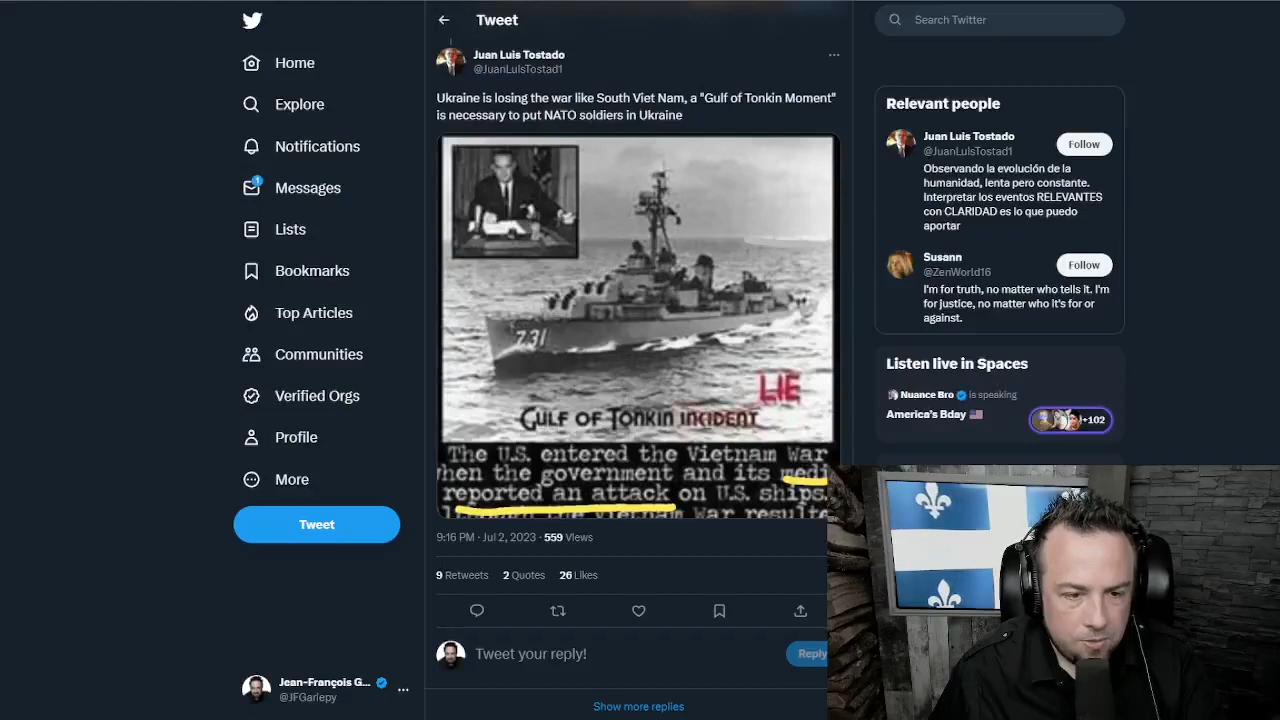 Tweet
Search Twitter
Home
Explore
Notifications
1
Messages
Lists
Bookmarks
Top Articles
Communities
Verified Orgs
Profile
More
Tweet
Jean-François G...
@JFGariepy
Juan Luis Tostado
@JuanLuisTostad1
Ukraine is losing the war like South Viet Nam, a "Gulf of Tonkin Moment"
is necessary to put NATO soldiers in Ukraine
731
LIE
GULF OF TONKIN INCIDENT
The U.S. entered the Vietnam War
when the government and its medi
reported an attack on U.S. ships.
lthough the Vietnam War resulte
9:16 PM · Jul 2, 2023 · 559 Views
9 Retweets 2 Quotes 26 Likes
Tweet your reply!
Reply
Show more replies
Relevant people
Juan Luis Tostado
@JuanLuisTostad1
Follow
Observando la evolución de la
humanidad, lenta pero constante.
Interpretar los eventos RELEVANTES
con CLARIDAD es lo que puedo
aportar
Susann
@ZenWorld16
Follow
I'm for truth, no matter who tells it. I'm
for justice, no matter who it's for or
against.
Listen live in Spaces
Nuance Bro is speaking
America's Bday
+102